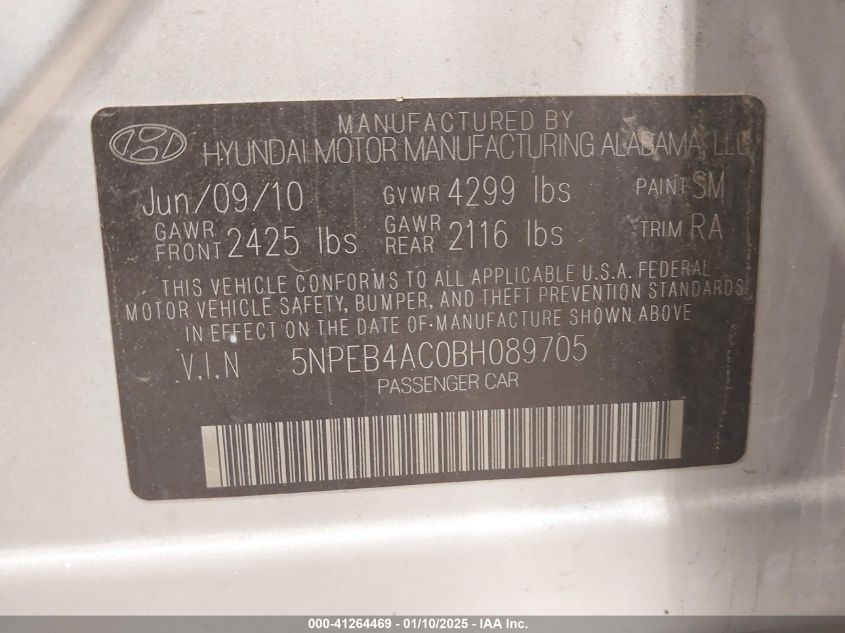 MANUFACTURED BY
HYUNDAI MOTOR MANUFACTURING ALABAMA, LLC
Jun/09/10 GVWR 4299 lbs PAINT SM
GAWR FRONT 2425 lbs GAWR REAR 2116 lbs TRIM RA
THIS VEHICLE CONFORMS TO ALL APPLICABLE U.S.A. FEDERAL
MOTOR VEHICLE SAFETY, BUMPER, AND THEFT PREVENTION STANDARDS
IN EFFECT ON THE DATE OF MANUFACTURE SHOWN ABOVE
V.I.N 5NPEB4AC0BH089705
PASSENGER CAR
000-41264469 - 01/10/2025 - IAA Inc.